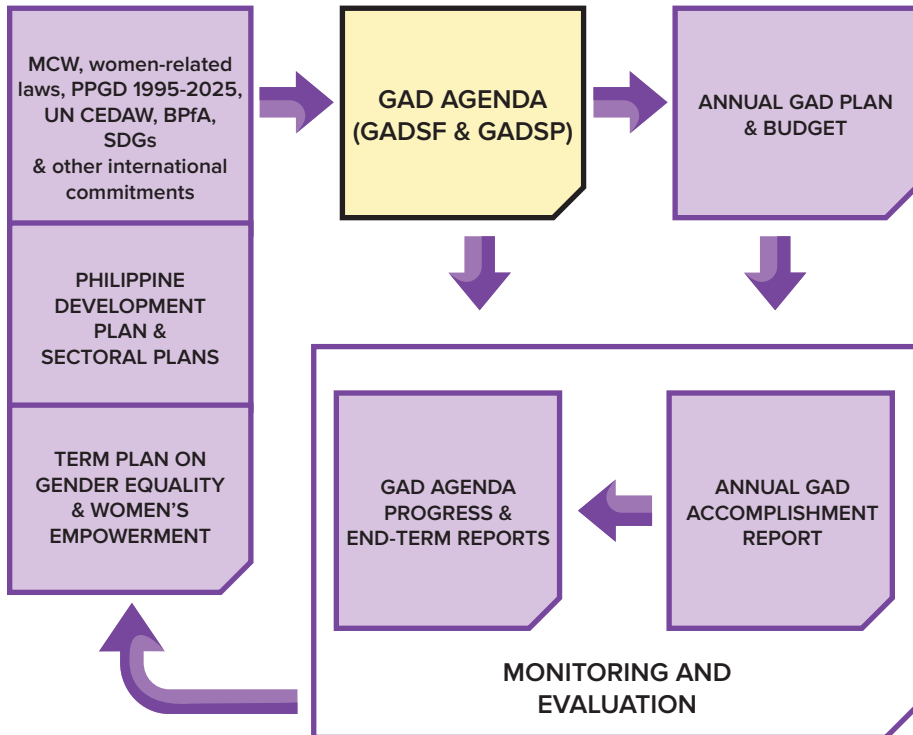 MCW, women-related
laws, PPGD 1995-2025,
UN CEDAW, BPfA,
SDGs
& other international
commitments
PHILIPPINE
DEVELOPMENT
PLAN &
SECTORAL PLANS
TERM PLAN ON
GENDER EQUALITY
& WOMEN’S
EMPOWERMENT
GAD AGENDA
(GADSF & GADSP)
ANNUAL GAD PLAN
& BUDGET
GAD AGENDA
PROGRESS &
END-TERM REPORTS
ANNUAL GAD
ACCOMPLISHMENT
REPORT
MONITORING AND
EVALUATION